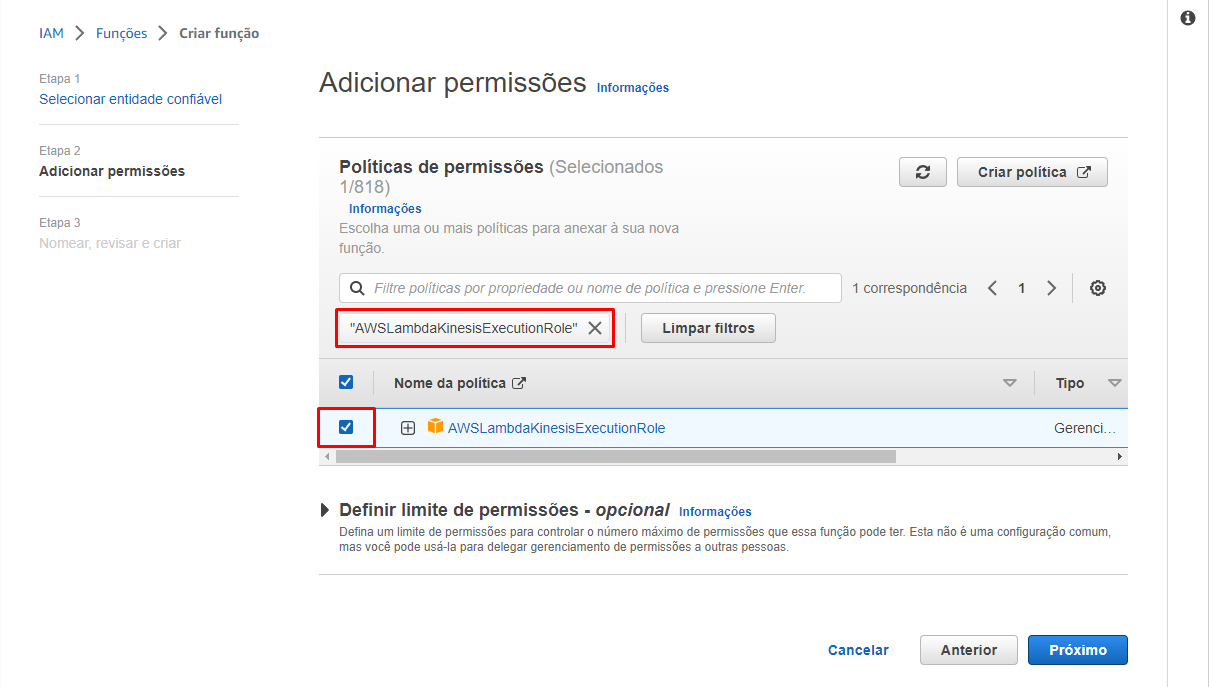 IAM > Funções > Criar função
Etapa 1
Selecionar entidade confiável
Etapa 2
Adicionar permissões
Etapa 3
Nomear, revisar e criar
Adicionar permissões Informações
Políticas de permissões (Selecionados
1/818)
Informações
Escolha uma ou mais políticas para anexar à sua nova
função.
Criar política
Filtre políticas por propriedade ou nome de política e pressione Enter.
1 correspondência
1
"AWSLambdaKinesisExecutionRole"
Limpar filtros
Nome da política
Tipo
AWSLambdaKinesisExecutionRole
Gerenci…
Definir limite de permissões - opcional Informações
Defina um limite de permissões para controlar o número máximo de permissões que essa função pode ter. Esta não é uma configuração comum,
mas você pode usá-la para delegar gerenciamento de permissões a outras pessoas.
Cancelar
Anterior
Próximo